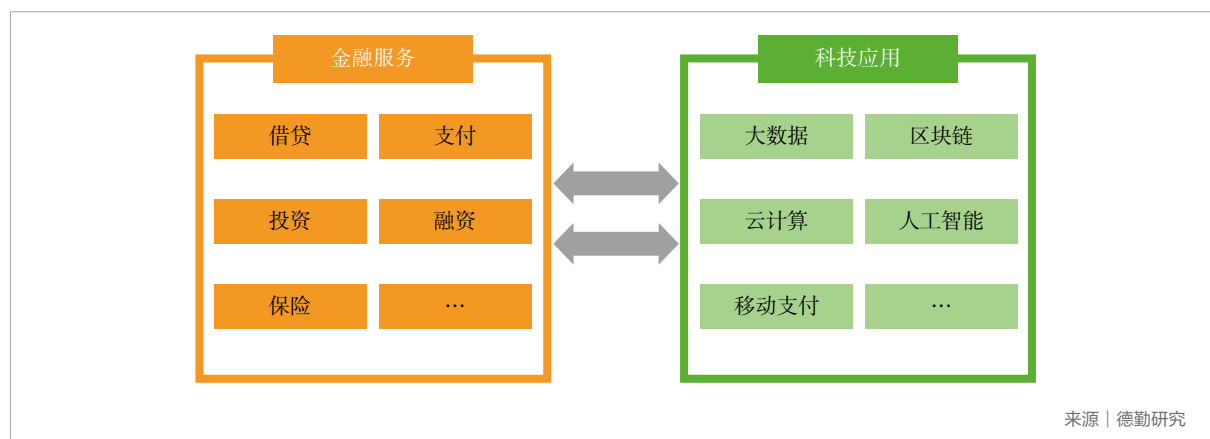 金融服务
借贷
支付
投资
融资
保险
…
科技应用
大数据
区块链
云计算
人工智能
移动支付
…
来源｜德勤研究